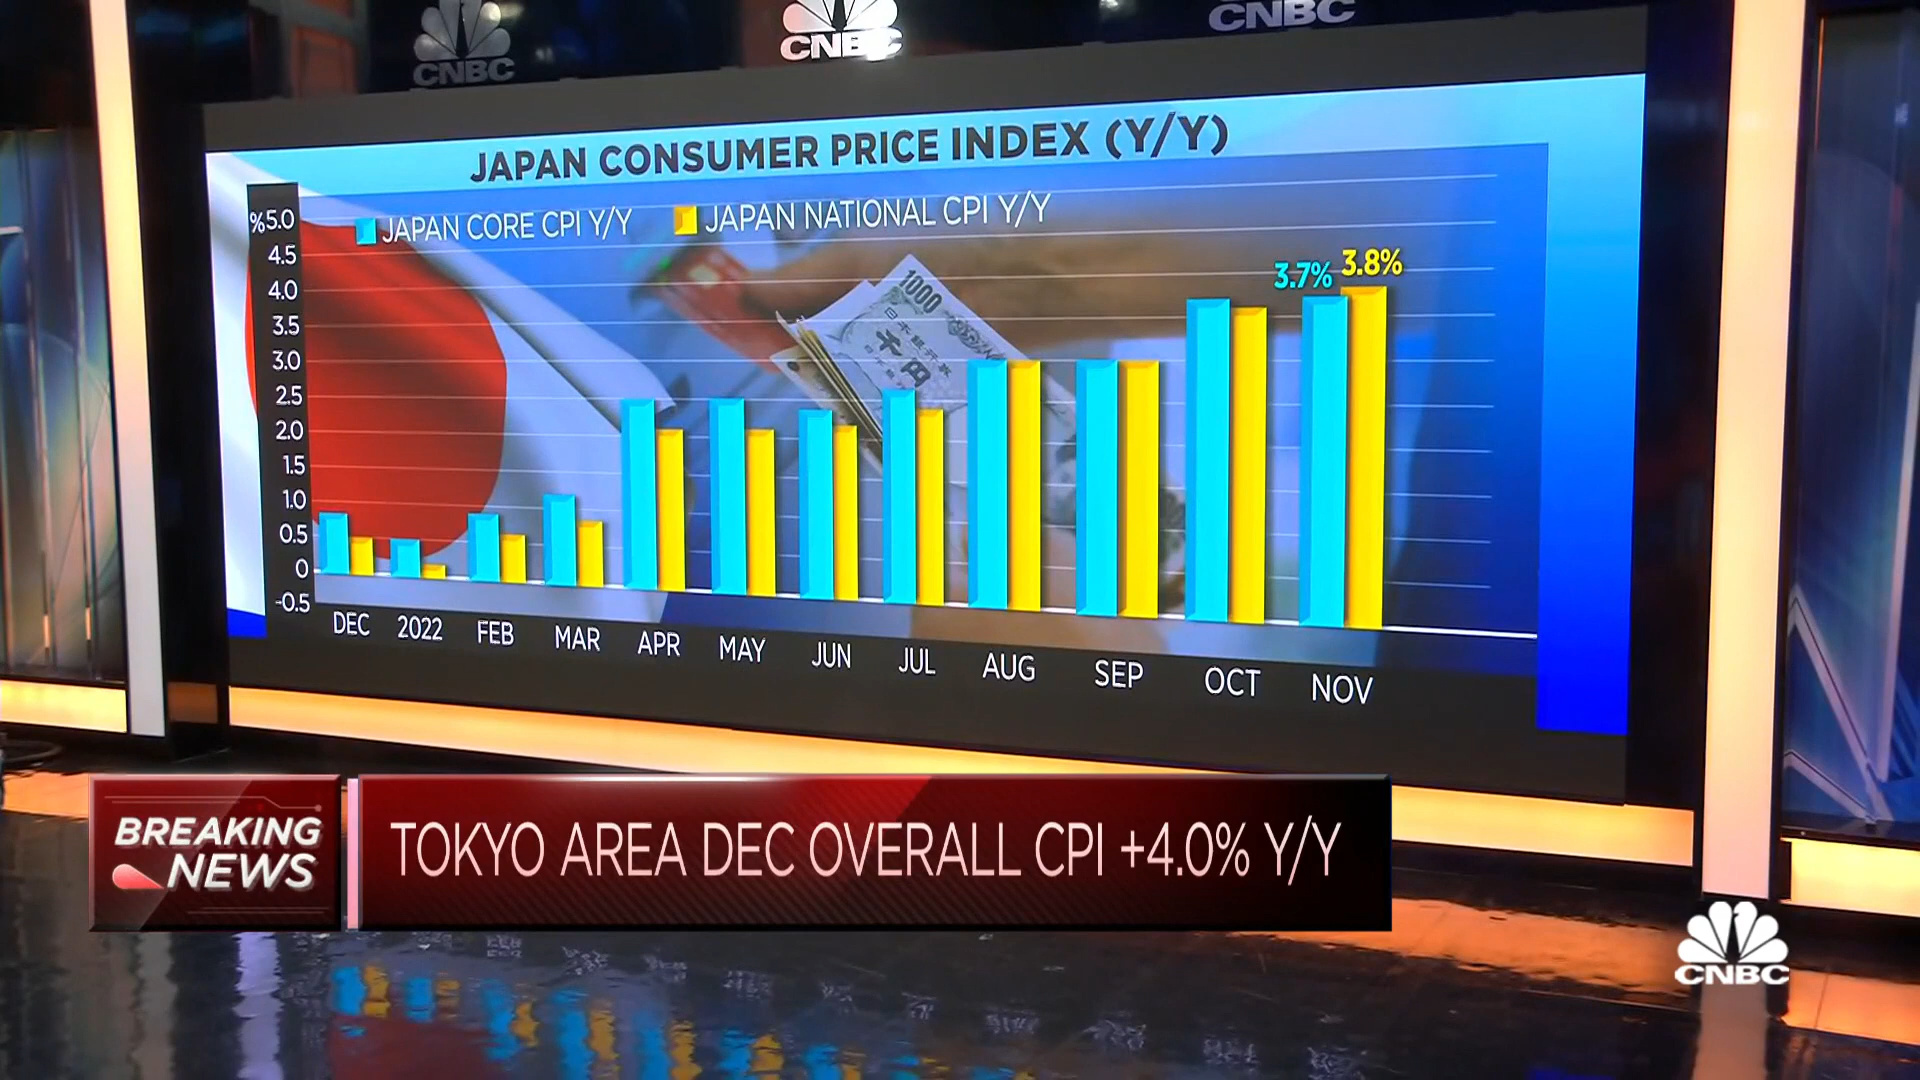 CNBC
CNBC
CNBC
JAPAN CONSUMER PRICE INDEX (Y/Y)
JAPAN CORE CPI Y/Y
JAPAN NATIONAL CPI Y/Y
%5.0
4.5
4.0
3.5
3.0
2.5
2.0
1.5
1.0
0.5
0
-0.5
3.7%
3.8%
1000
千円
DEC
2022
FEB
MAR
APR
MAY
JUN
JUL
AUG
SEP
OCT
NOV
BREAKING
NEWS
TOKYO AREA DEC OVERALL CPI +4.0% Y/Y
CNBC